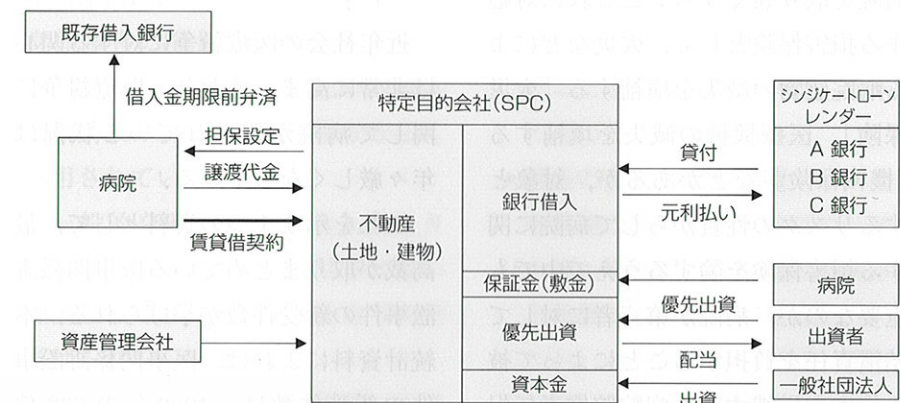 既存借入銀行
借入金期限前弁済
病院
担保設定
譲渡代金
賃貸借契約
資産管理会社
特定目的会社(SPC)
不動産
(土地・建物)
銀行借入
保証金(敷金)
優先出資
資本金
貸付
元利払い
優先出資
配当
出資
シンジケートローン
レンダー
A 銀行
B 銀行
C 銀行
病院
出資者
一般社団法人